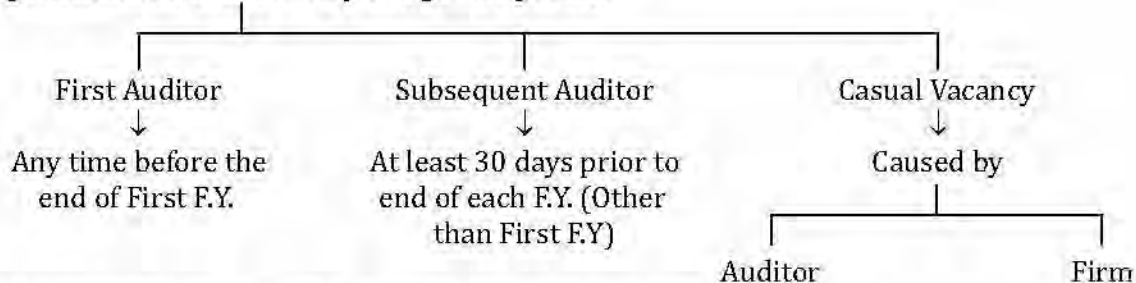 First Auditor
Subsequent Auditor
Casual Vacancy
↓
↓
↓
Any time before the
end of First F.Y.
At least 30 days prior to
end of each F.Y. (Other
than First F.Y)
Caused by
Auditor
Firm